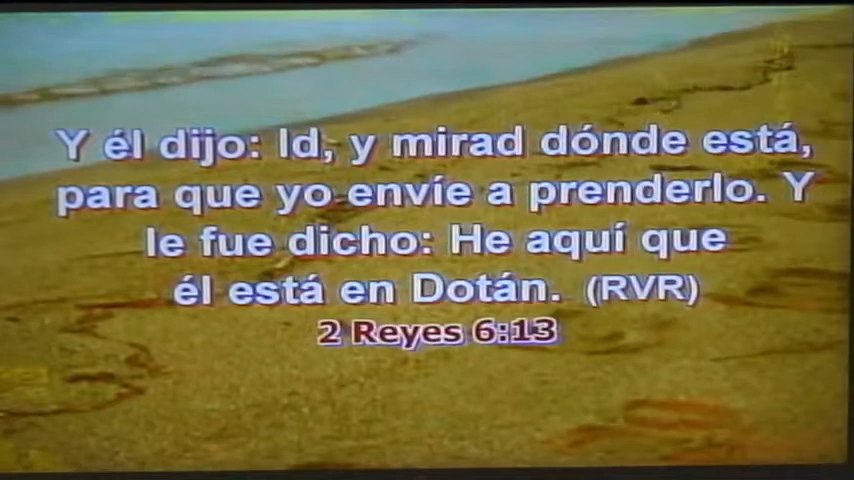 Y él dijo: Id, y mirad dónde está,
para que yo envíe a prenderlo. Y
le fue dicho: He aquí que
él está en Dotán. (RVR)
2 Reyes 6:13